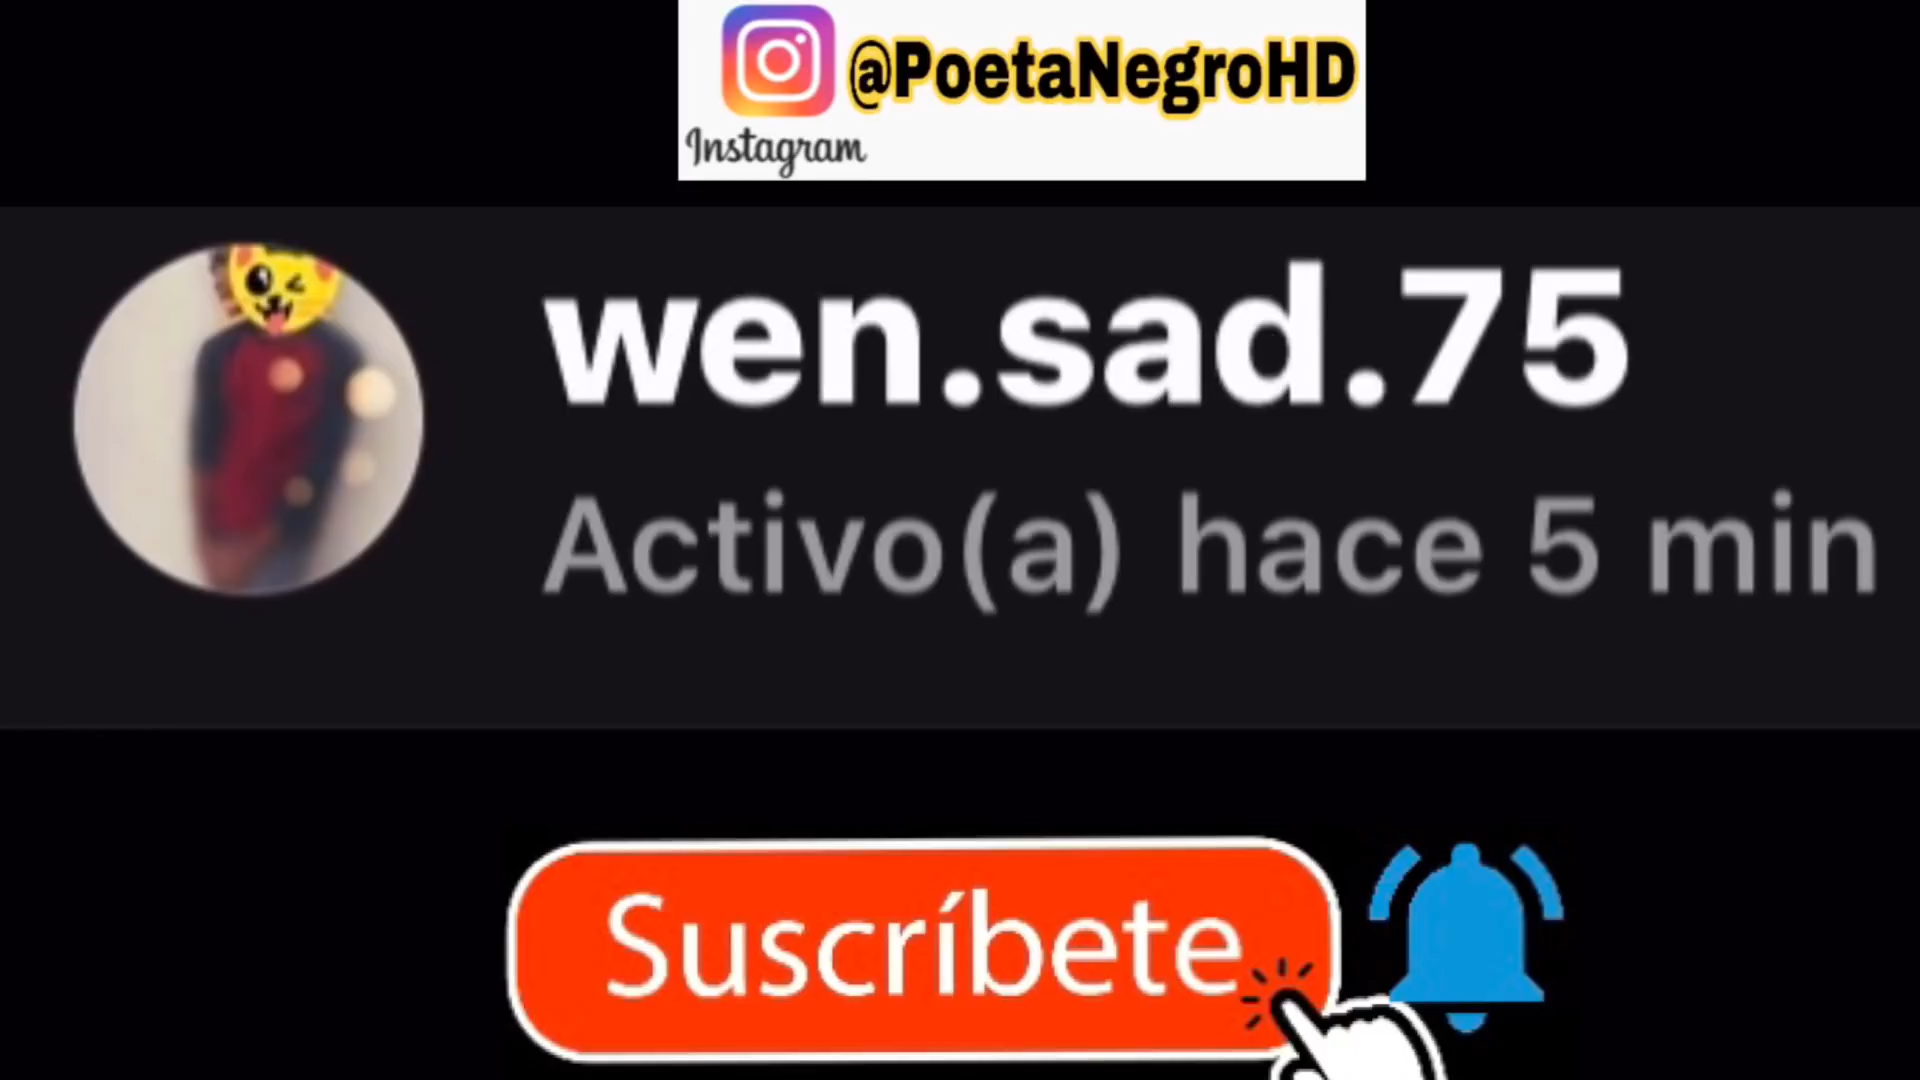 @PoetaNegroHD
Instagram
wen.sad.75
Activo(a) hace 5 min
Suscríbete